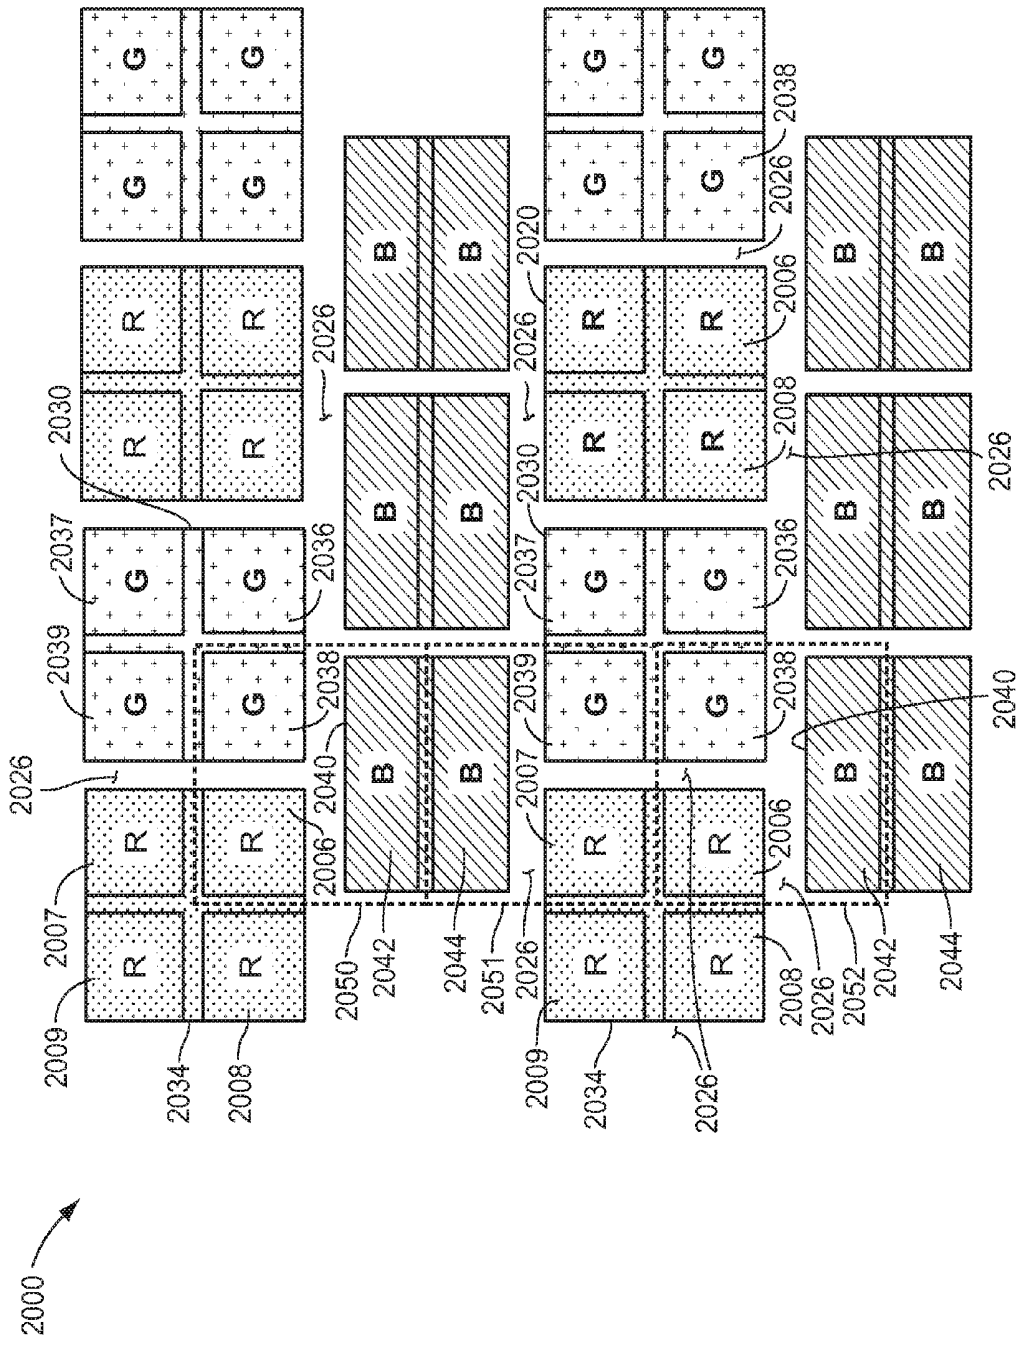 2000
2026
2009 2007 2039 2037 2030
R R G G R R G G
2034
2008 R R G G R R G G
2006 2040 2038 2036 2026
2050
2042 B B B
2044 B B B
2051
2026 2007 2039 2037 2030 2026 2020
2009
2034 R R G G R R G G
2026 R R G G R R G G
2008 2006 2038 2036 2008 2006 2026 2038
2026
2052 B B B
2042
2044 B B B
2040 2026